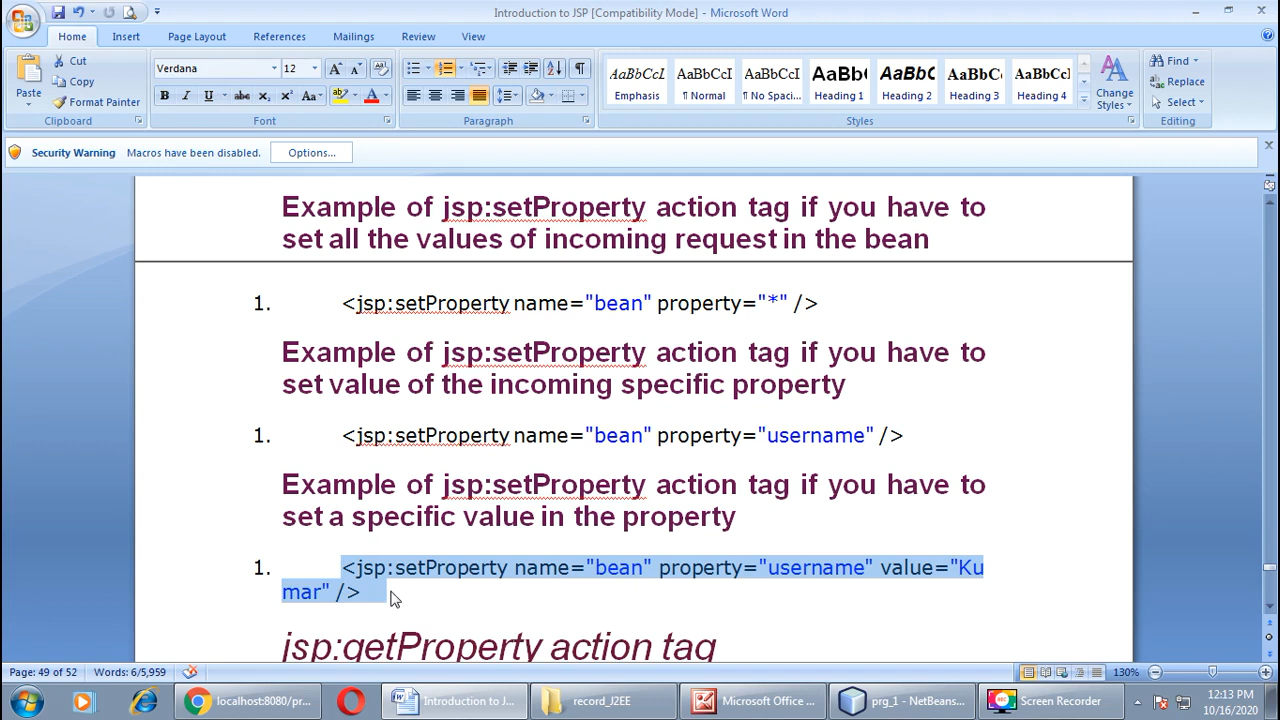 Introduction to JSP [Compatibility Mode] - Microsoft Word
Home Insert Page Layout References Mailings Review View
Paste
Cut
Copy
Format Painter
Clipboard
Verdana 12
Font
Paragraph
AaBbCcI AaBbCcI AaBbCcI AaBb( AaBbC AaBbC AaBbCc
Emphasis ¶ Normal ¶ No Spaci... Heading 1 Heading 2 Heading 3 Heading 4
Change Styles
Styles
Find
Replace
Select
Editing
Security Warning Macros have been disabled. Options...
Example of jsp:setProperty action tag if you have to
set all the values of incoming request in the bean
1. <jsp:setProperty name="bean" property="*" />
Example of jsp:setProperty action tag if you have to
set value of the incoming specific property
1. <jsp:setProperty name="bean" property="username" />
Example of jsp:setProperty action tag if you have to
set a specific value in the property
1. <jsp:setProperty name="bean" property="username" value="Ku
mar" />
jsp:getProperty action tag
Page: 49 of 52 Words: 6/5,959 130%
localhost:8080/pr... Introduction to J... record_J2EE Microsoft Office ... prg_1 - NetBeans... Screen Recorder
12:13 PM
10/16/2020